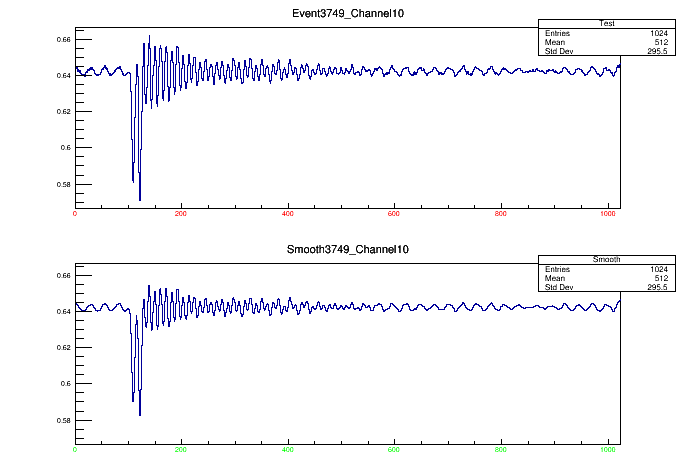 Event3749_Channel10
Test
Entries 1024
Mean 512
Std Dev 295.5
0.66
0.64
0.62
0.6
0.58
0 200 400 600 800 1000
Smooth3749_Channel10
Smooth
Entries 1024
Mean 512
Std Dev 295.5
0.66
0.64
0.62
0.6
0.58
0 200 400 600 800 1000